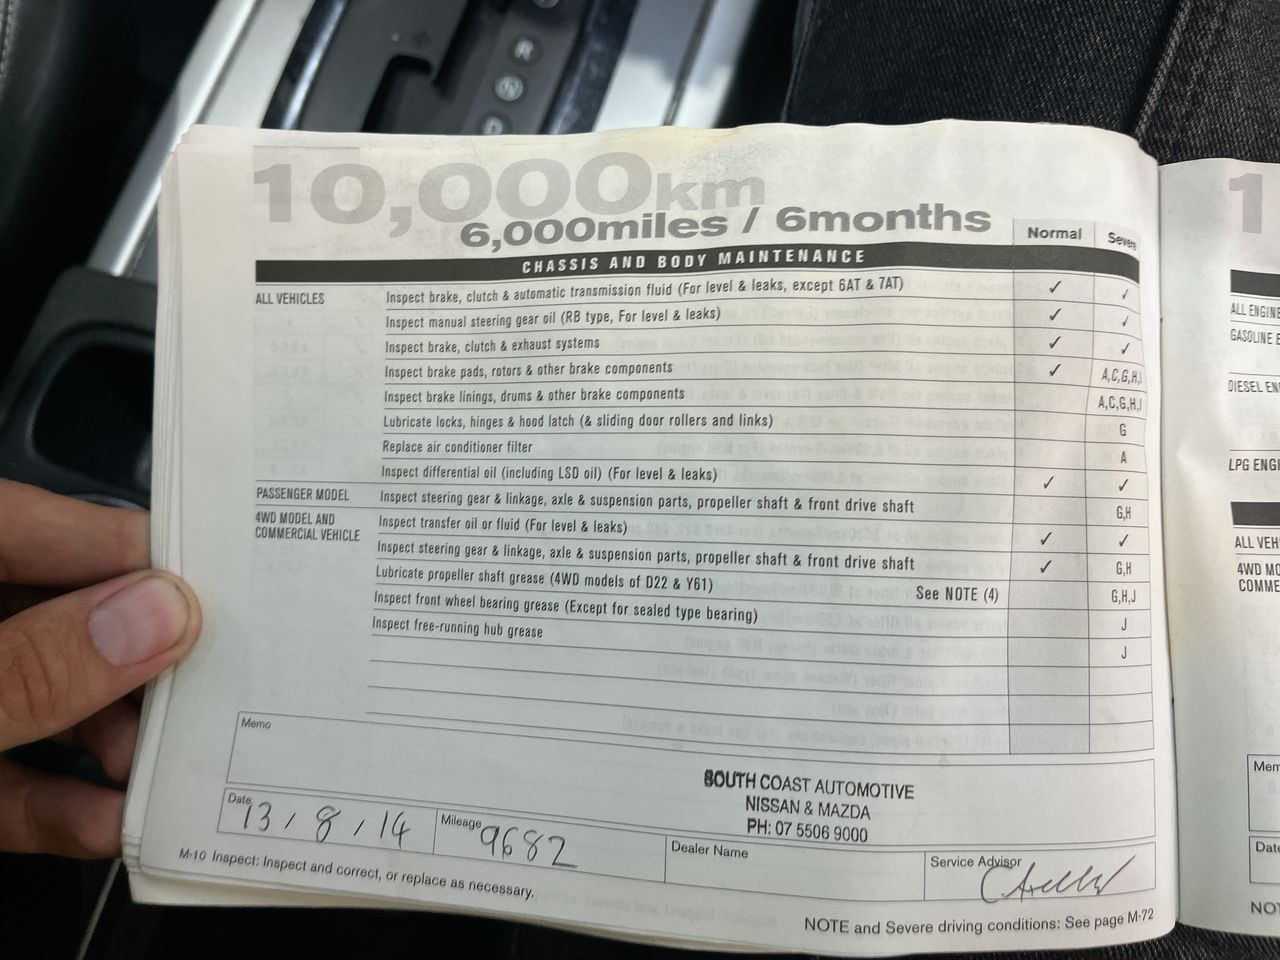 R
N
D
10,000km
6,000miles / 6months
Normal Severe
CHASSIS AND BODY MAINTENANCE
ALL VEHICLES Inspect brake, clutch & automatic transmission fluid (For level & leaks, except 6AT & 7AT) ✓ ✓
Inspect manual steering gear oil (RB type, For level & leaks) ✓ ✓
Inspect brake, clutch & exhaust systems ✓ ✓
Inspect brake pads, rotors & other brake components ✓ A,C,G,H,I
Inspect brake linings, drums & other brake components A,C,G,H,I
Lubricate locks, hinges & hood latch (& sliding door rollers and links) G
Replace air conditioner filter A
Inspect differential oil (including LSD oil) (For level & leaks) ✓ ✓
PASSENGER MODEL Inspect steering gear & linkage, axle & suspension parts, propeller shaft & front drive shaft G,H
4WD MODEL AND Inspect transfer oil or fluid (For level & leaks) ✓ ✓
COMMERCIAL VEHICLE Inspect steering gear & linkage, axle & suspension parts, propeller shaft & front drive shaft ✓ G,H
Lubricate propeller shaft grease (4WD models of D22 & Y61) See NOTE (4) G,H,J
Inspect front wheel bearing grease (Except for sealed type bearing) J
Inspect free-running hub grease J
Memo
SOUTH COAST AUTOMOTIVE
NISSAN & MAZDA
PH: 07 5506 9000
Date 13 / 8 / 14 Mileage 9682 Dealer Name Service Advisor
M-10 Inspect: Inspect and correct, or replace as necessary.
NOTE and Severe driving conditions: See page M-72
1
ALL ENGINE
GASOLINE E
DIESEL EN
LPG ENGI
ALL VEH
4WD MO
COMME
Mem
Date
NO